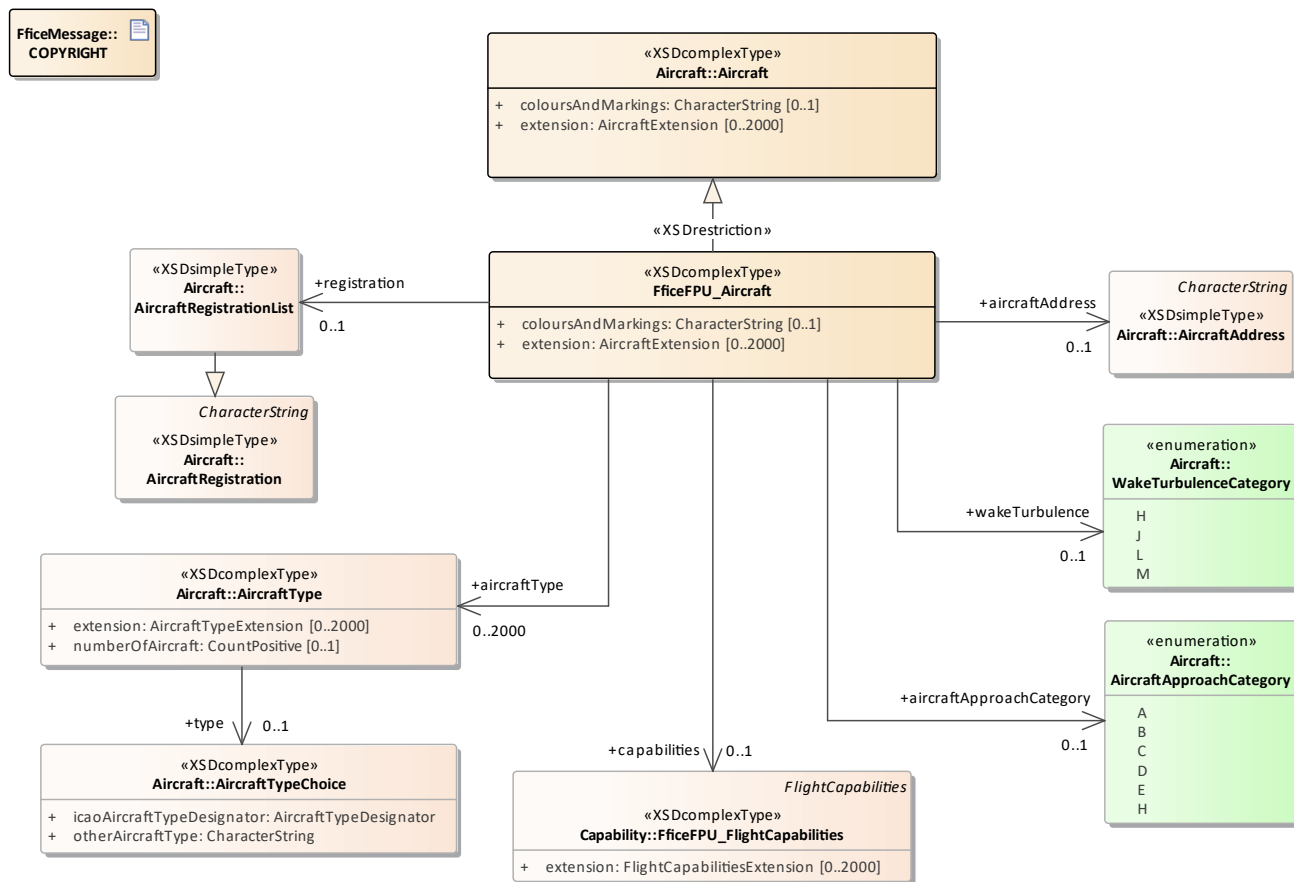 FficeMessage::
COPYRIGHT
«XSDcomplexType»
Aircraft::Aircraft
+ coloursAndMarkings: CharacterString [0..1]
+ extension: AircraftExtension [0..2000]
«XSDrestriction»
«XSDsimpleType»
Aircraft::
AircraftRegistrationList
+registration
0..1
«XSDcomplexType»
FficeFPU_Aircraft
+ coloursAndMarkings: CharacterString [0..1]
+ extension: AircraftExtension [0..2000]
+aircraftAddress
0..1
CharacterString
«XSDsimpleType»
Aircraft::AircraftAddress
CharacterString
«XSDsimpleType»
Aircraft::
AircraftRegistration
«enumeration»
Aircraft::
WakeTurbulenceCategory
H
J
L
M
+wakeTurbulence
0..1
«XSDcomplexType»
Aircraft::AircraftType
+ extension: AircraftTypeExtension [0..2000]
+ numberOfAircraft: CountPositive [0..1]
+aircraftType
0..2000
«enumeration»
Aircraft::
AircraftApproachCategory
A
B
C
D
E
H
+aircraftApproachCategory
0..1
+type
0..1
«XSDcomplexType»
Aircraft::AircraftTypeChoice
+ icaoAircraftTypeDesignator: AircraftTypeDesignator
+ otherAircraftType: CharacterString
+capabilities
0..1
FlightCapabilities
«XSDcomplexType»
Capability::FficeFPU_FlightCapabilities
+ extension: FlightCapabilitiesExtension [0..2000]